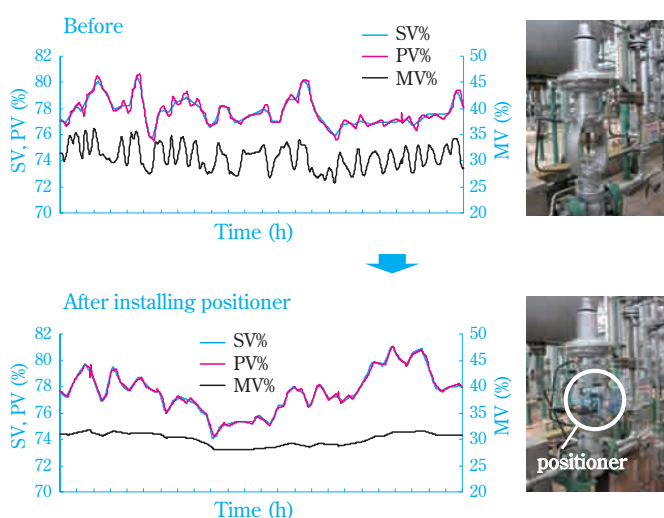 Before
SV%
PV%
MV%
82
80
78
76
74
72
70
SV, PV (%)
50
45
40
35
30
25
20
MV (%)
Time (h)
After installing positioner
SV%
PV%
MV%
82
80
78
76
74
72
70
SV, PV (%)
50
45
40
35
30
25
20
MV (%)
Time (h)
positioner